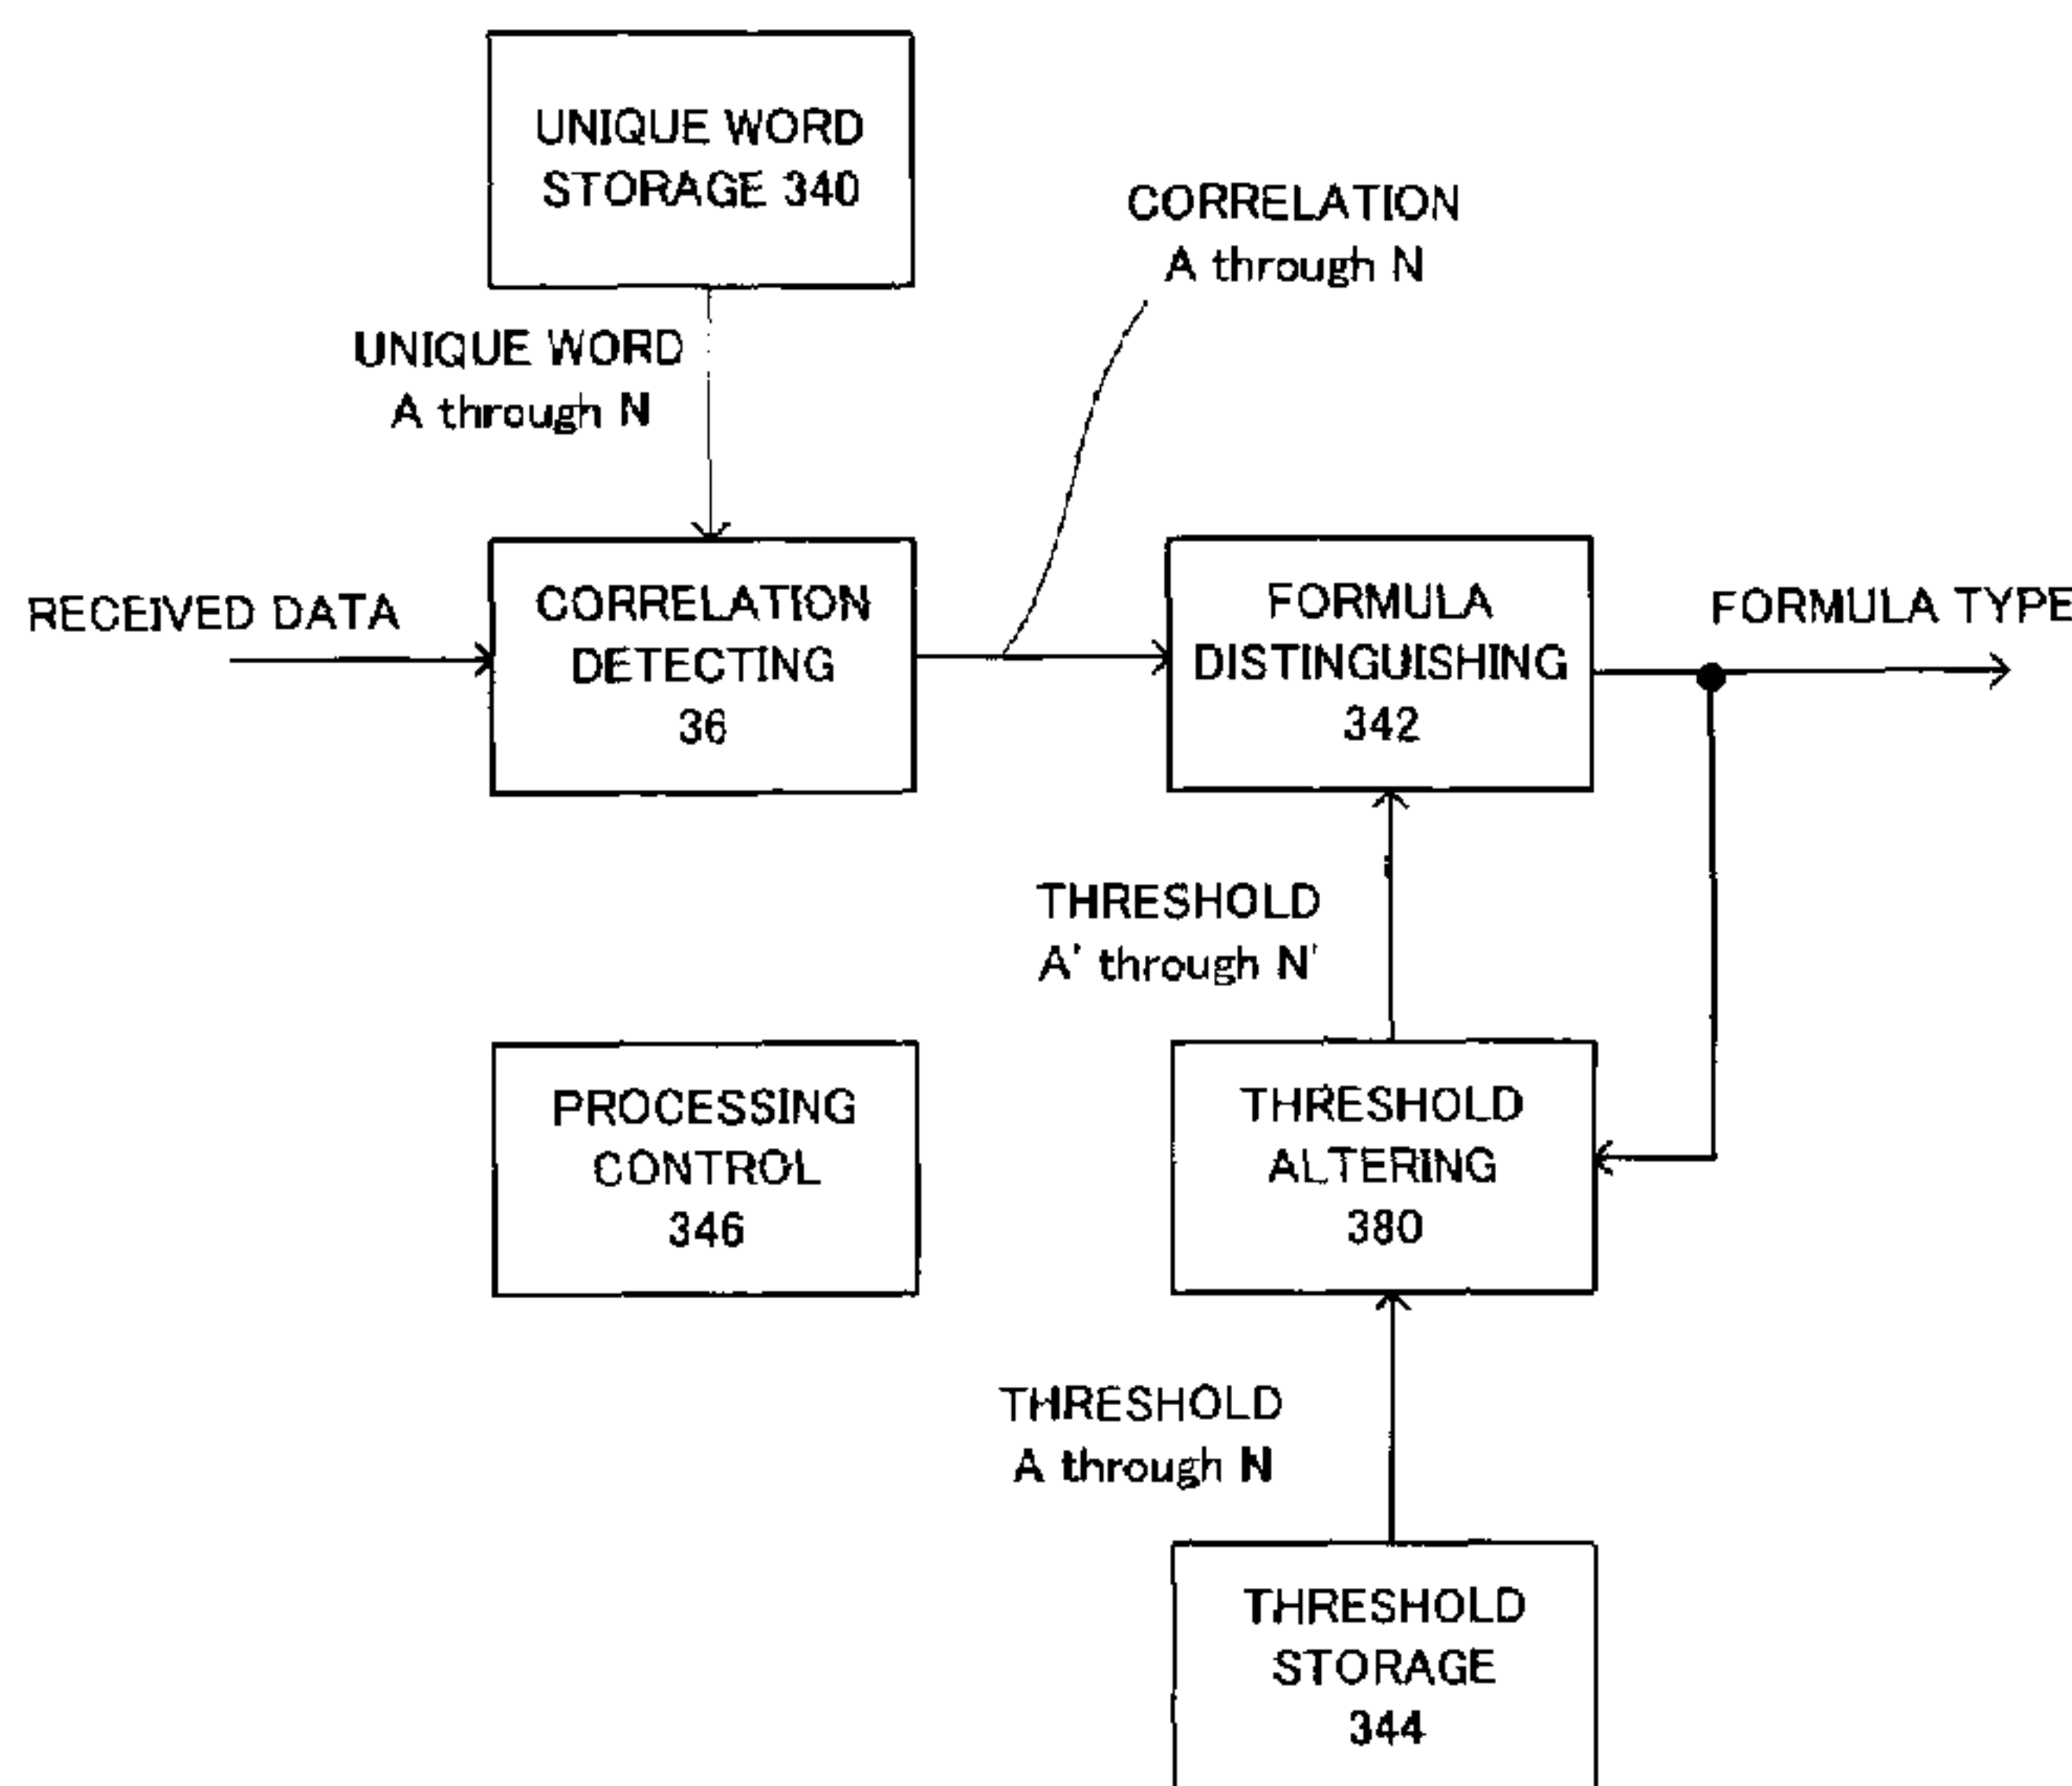 UNIQUE WORD
STORAGE 340
CORRELATION
A through N
UNIQUE WORD
A through N
RECEIVED DATA
CORRELATION
DETECTING
36
FORMULA
DISTINGUISHING
342
FORMULA TYPE
THRESHOLD
A' through N'
PROCESSING
CONTROL
346
THRESHOLD
ALTERING
380
THRESHOLD
A through N
THRESHOLD
STORAGE
344